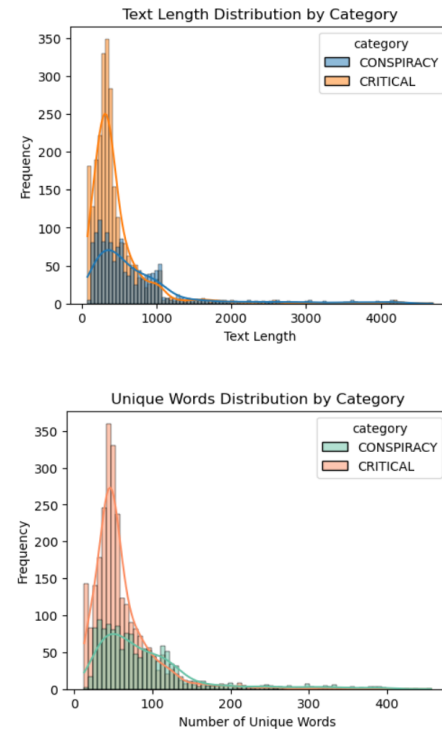 Text Length Distribution by Category
350
300
250
200
150
100
50
0
Frequency
category
CONSPIRACY
CRITICAL
0 1000 2000 3000 4000
Text Length
Unique Words Distribution by Category
350
300
250
200
150
100
50
0
Frequency
category
CONSPIRACY
CRITICAL
0 100 200 300 400
Number of Unique Words